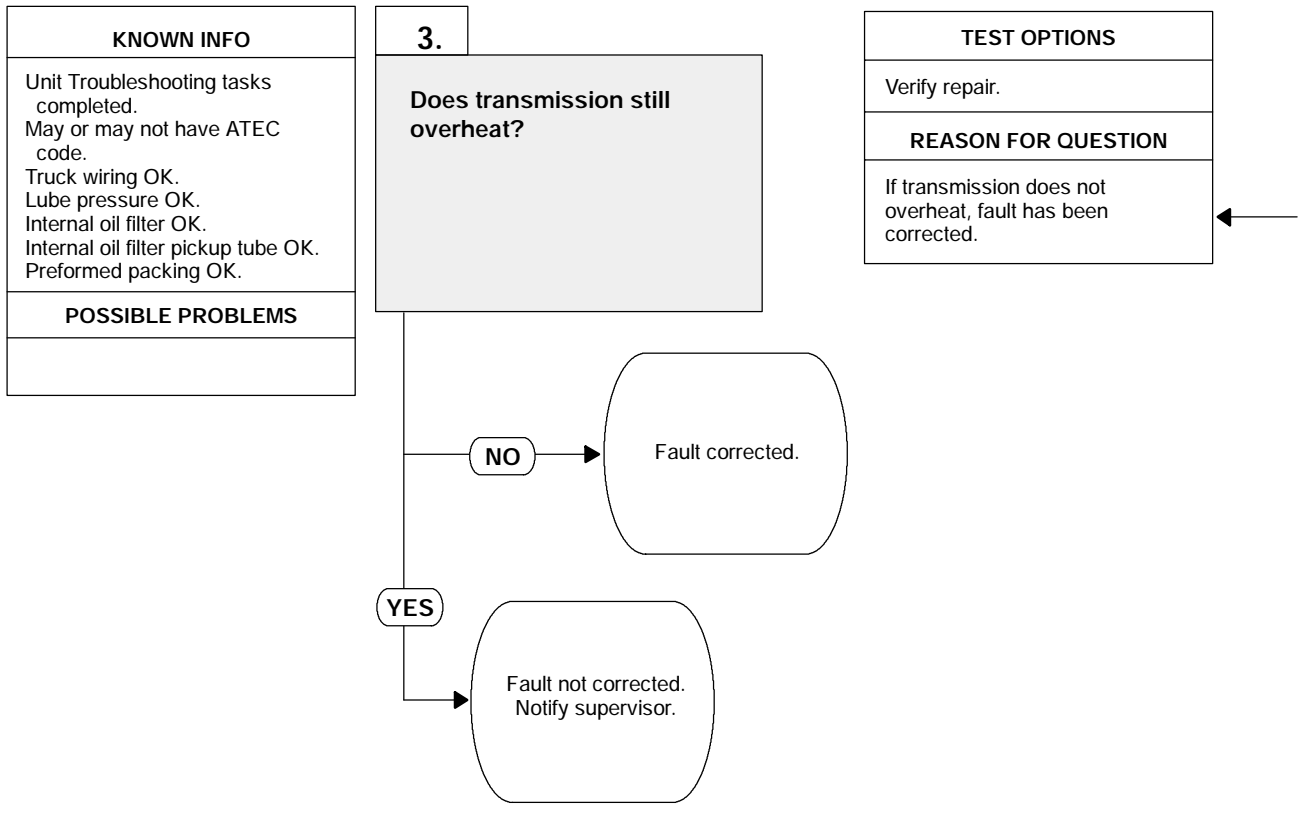 KNOWN INFO
Unit Troubleshooting tasks
completed.
May or may not have ATEC
code.
Truck wiring OK.
Lube pressure OK.
Internal oil filter OK.
Internal oil filter pickup tube OK.
Preformed packing OK.
POSSIBLE PROBLEMS
3.
Does transmission still
overheat?
TEST OPTIONS
Verify repair.
REASON FOR QUESTION
If transmission does not
overheat, fault has been
corrected.
NO
Fault corrected.
YES
Fault not corrected.
Notify supervisor.